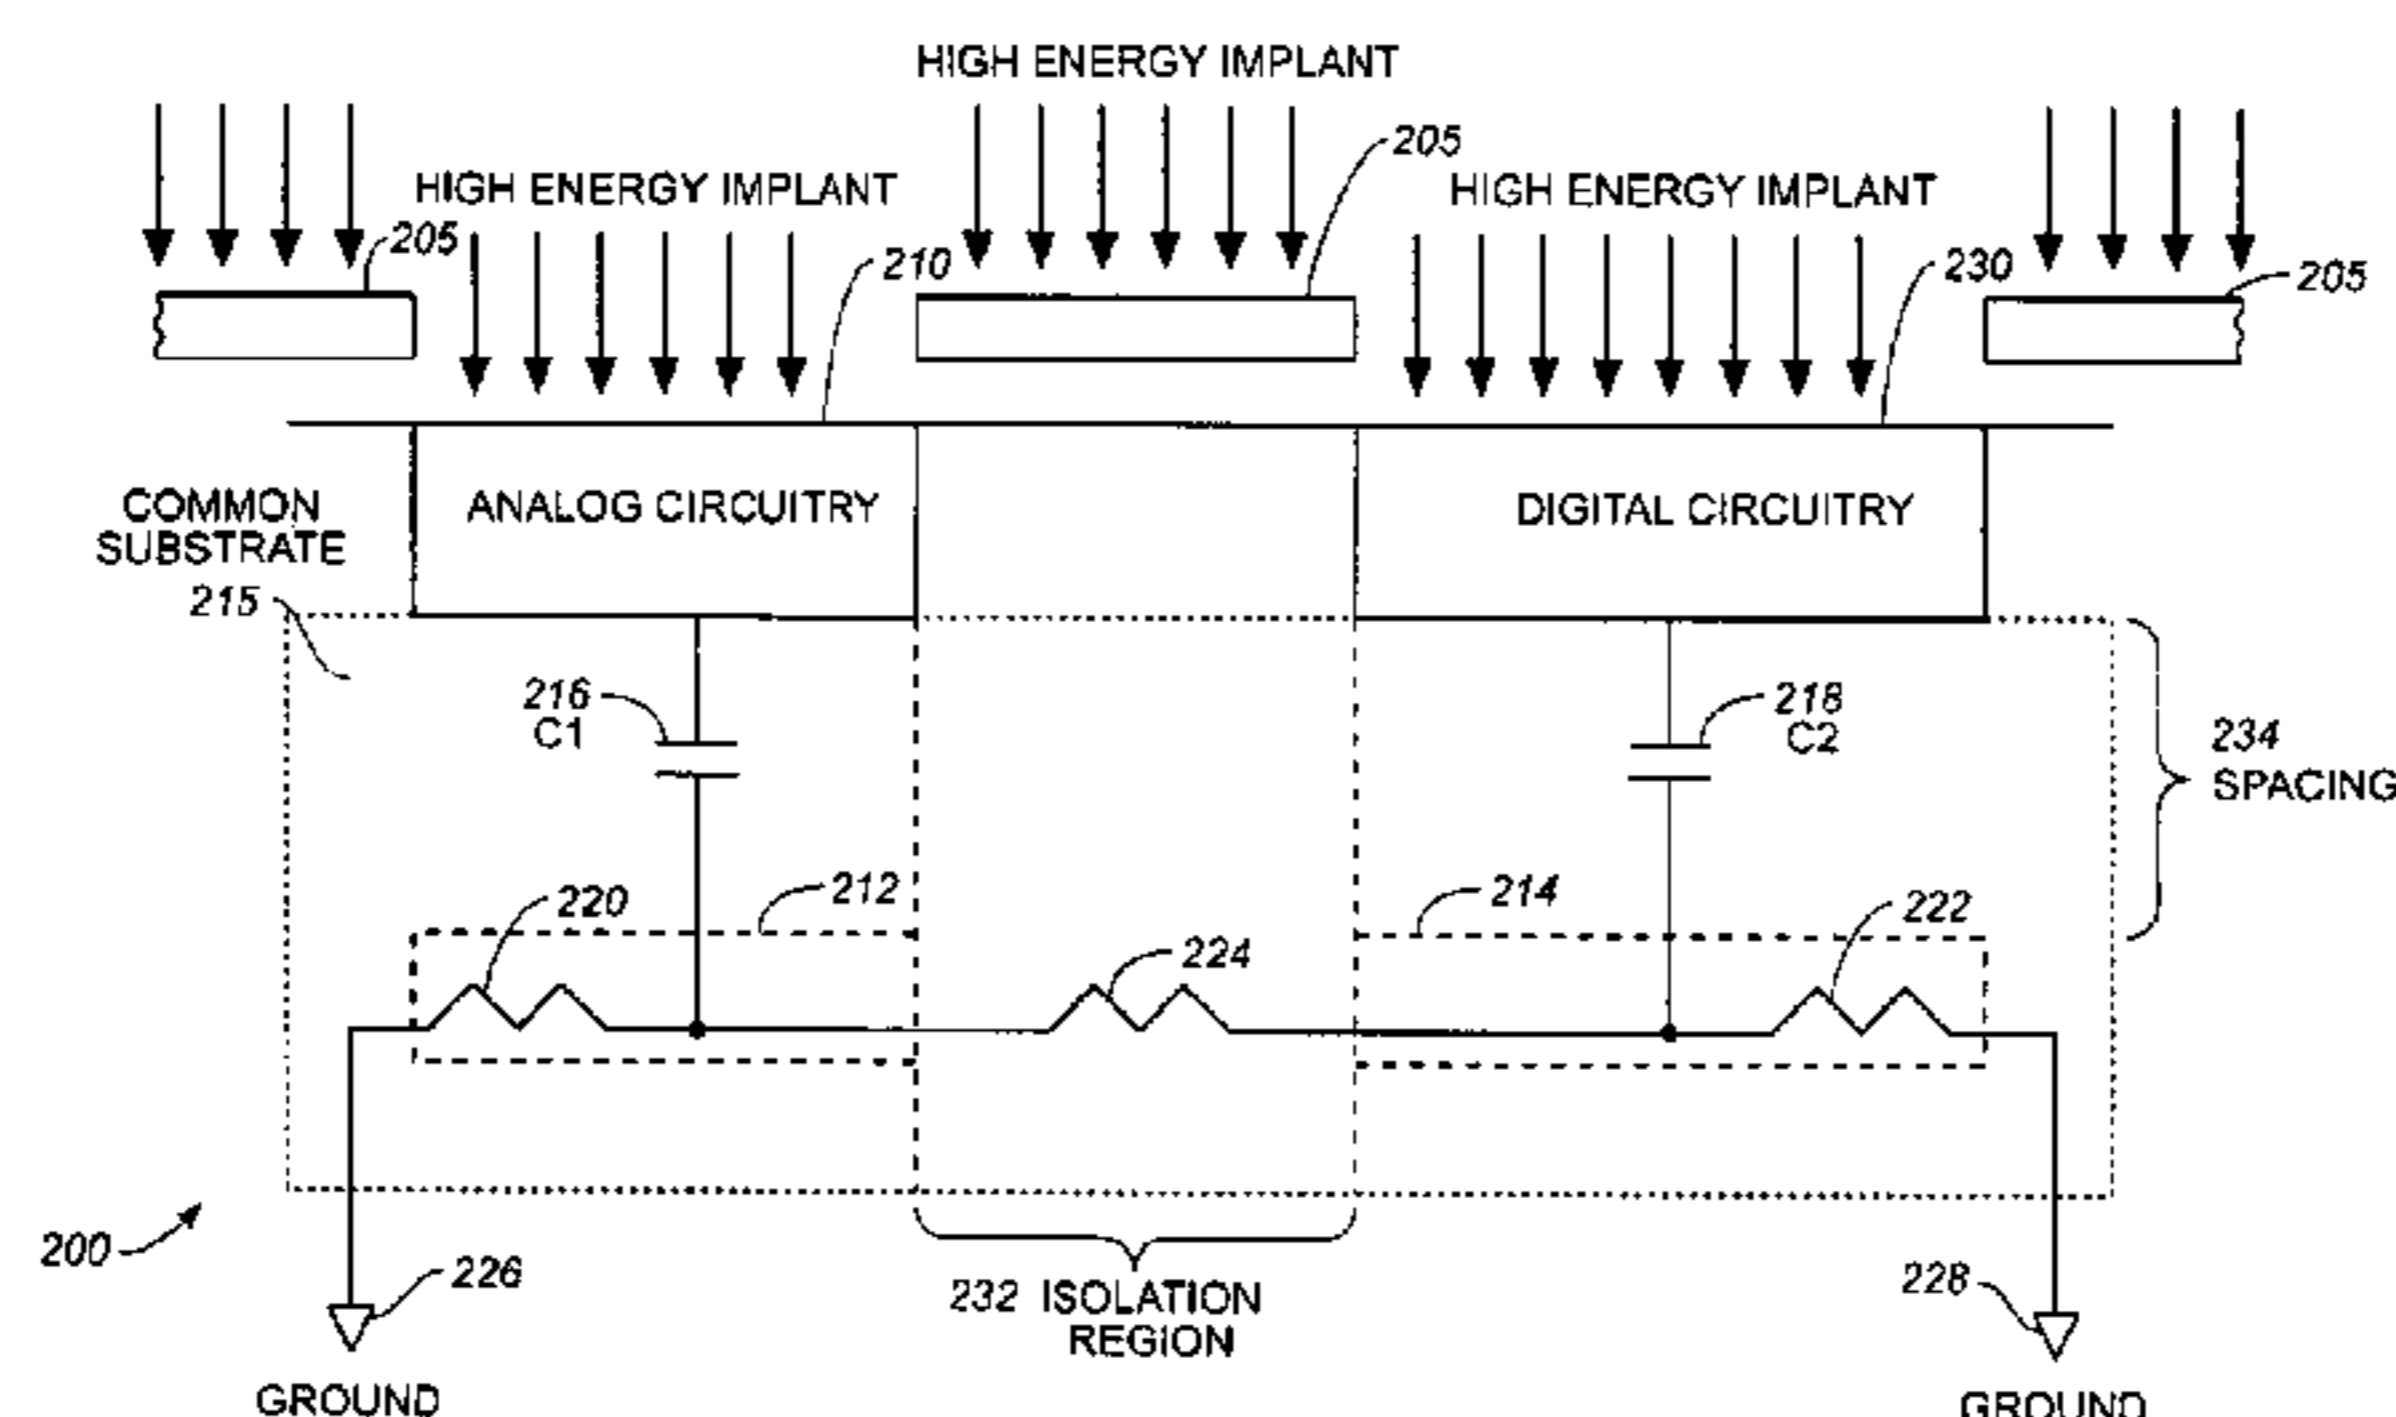 HIGH ENERGY IMPLANT
205
HIGH ENERGY IMPLANT
HIGH ENERGY IMPLANT
205
210
230
205
COMMON
SUBSTRATE
215
ANALOG CIRCUITRY
DIGITAL CIRCUITRY
216
C1
218
C2
234
SPACING
220
212
214
222
224
200
226
232 ISOLATION
REGION
228
GROUND
GROUND